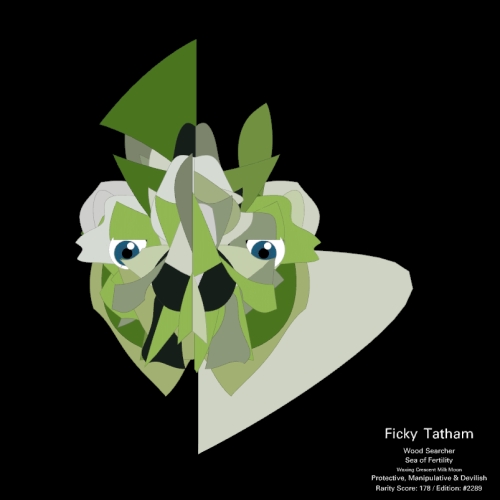 Ficky Tatham
Wood Searcher
Sea of Fertility
Waxing Crescent Milk Moon
Protective, Manipulative & Devilish
Rarity Score: 178 / Edition: #2289